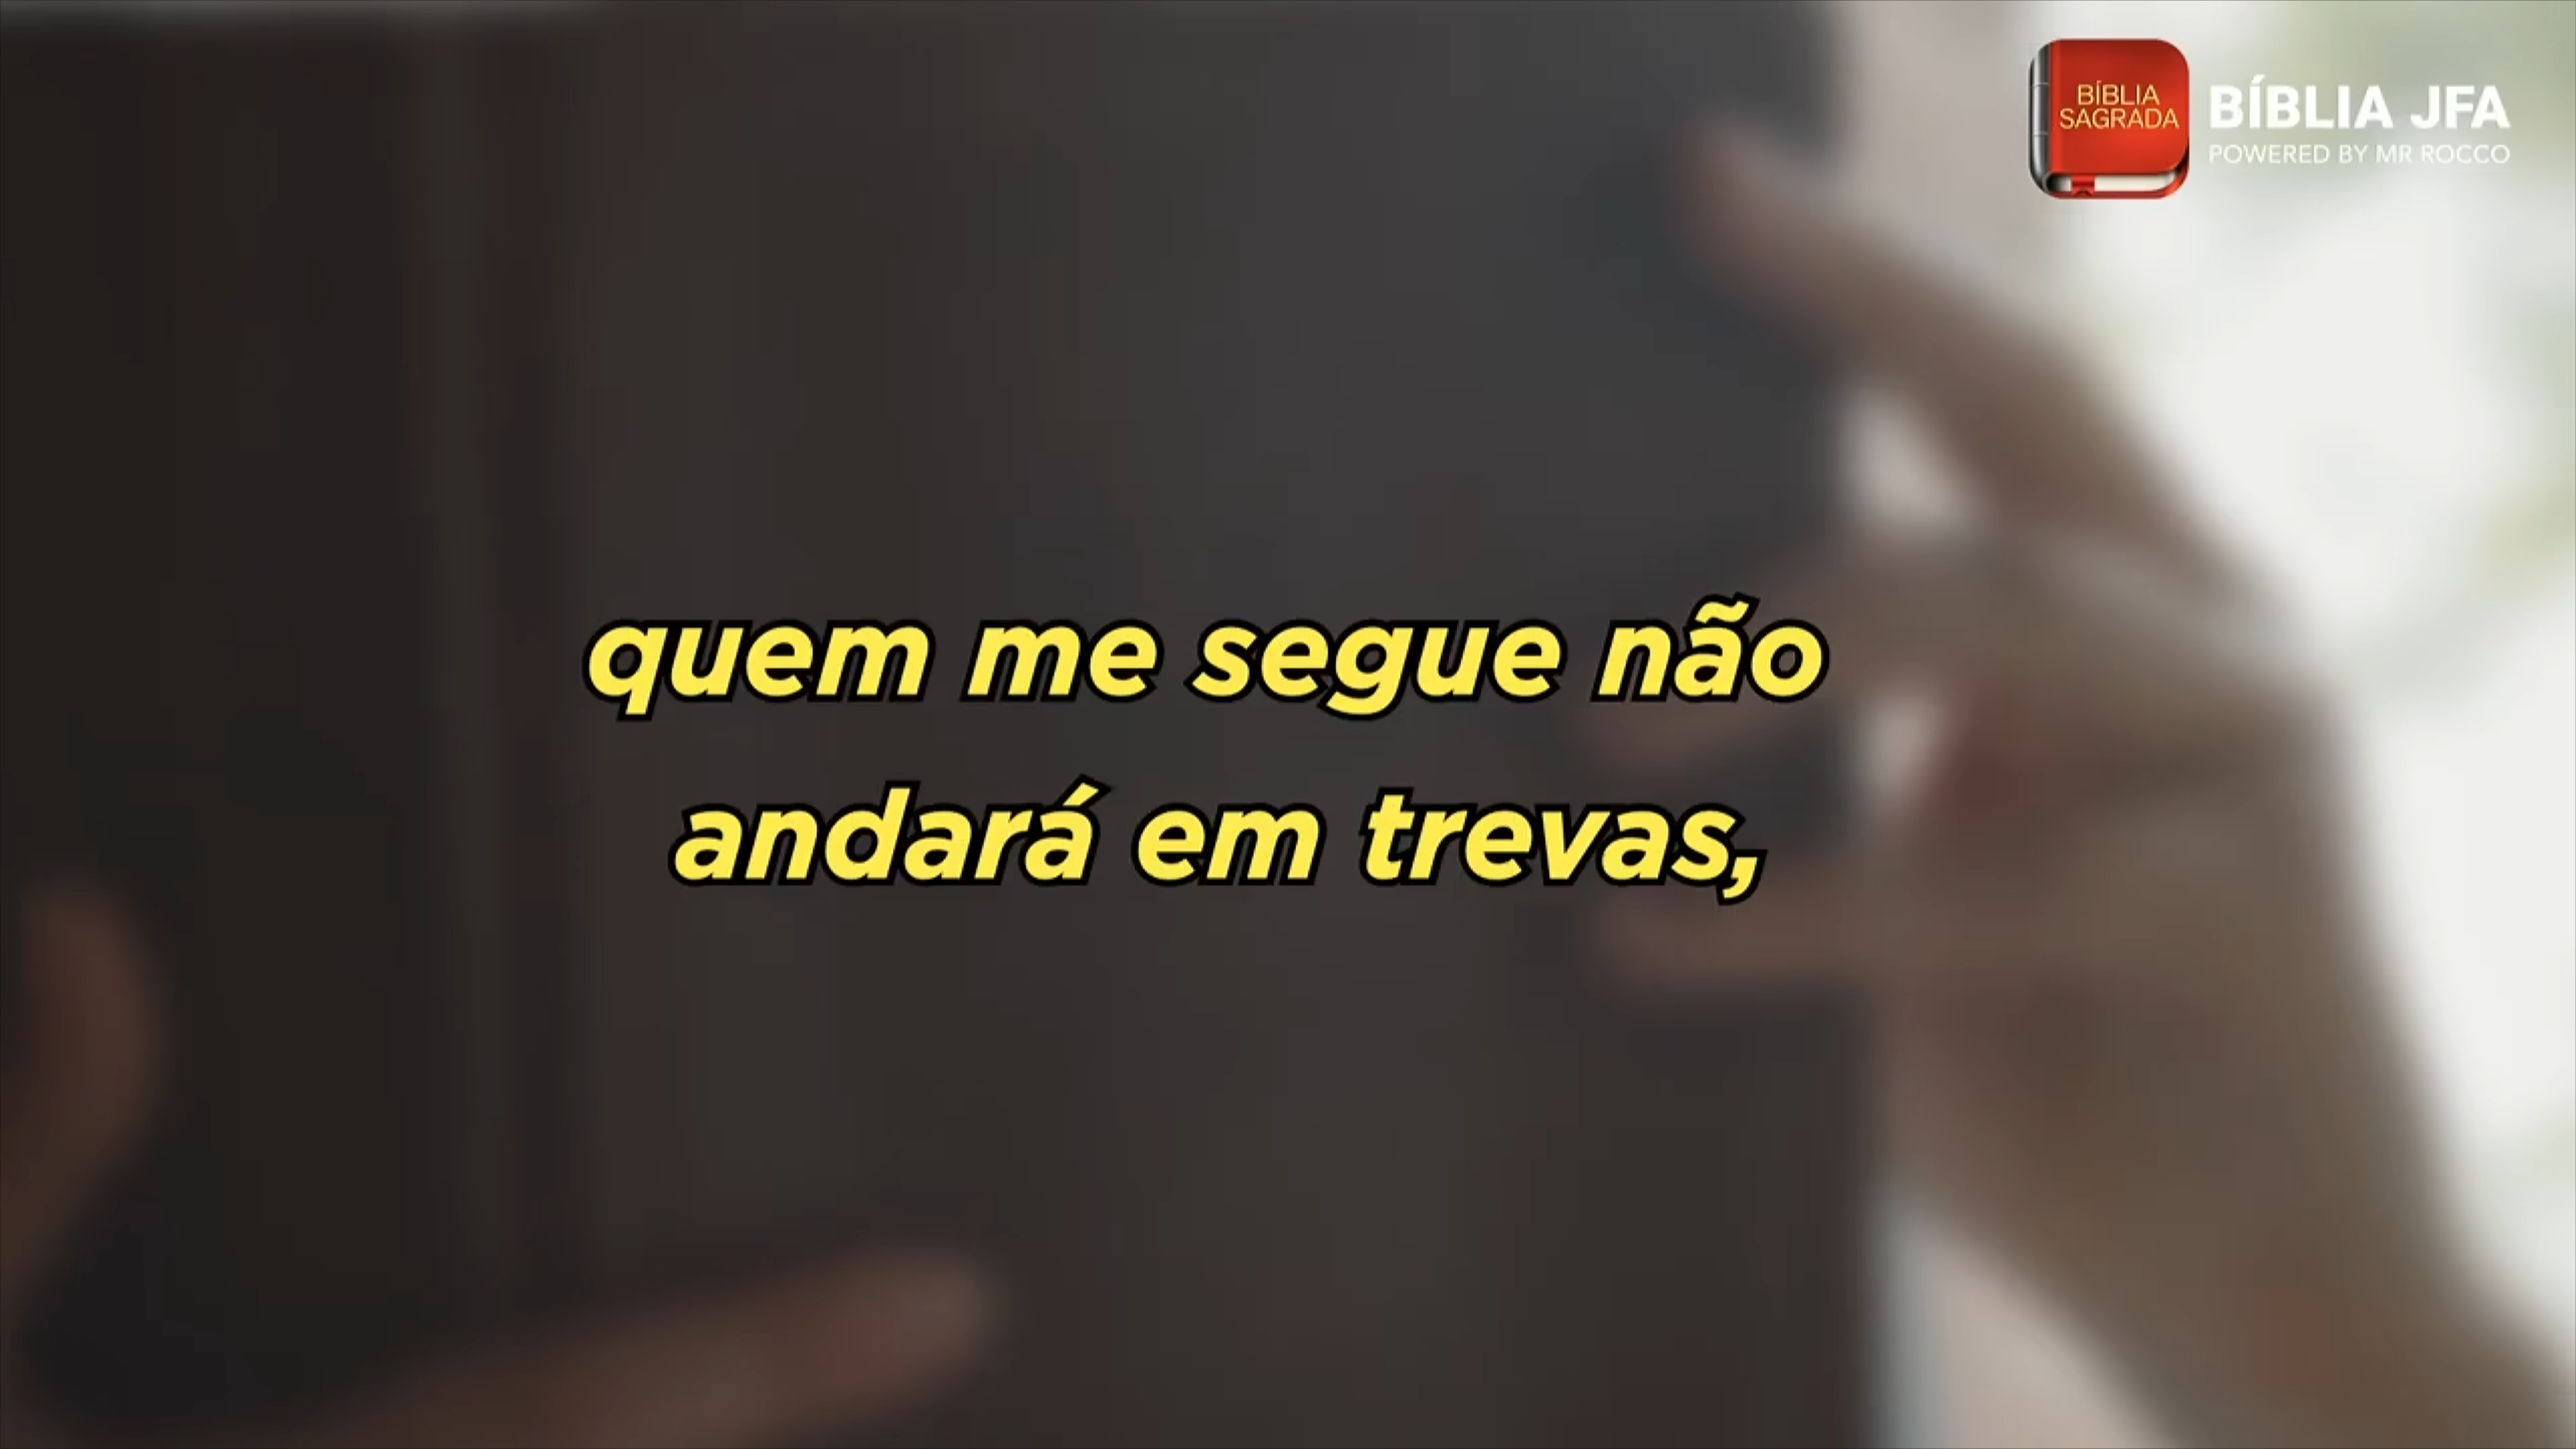 BÍBLIA
SAGRADA
BÍBLIA JFA
POWERED BY MR ROCCO
quem me segue não
andará em trevas,